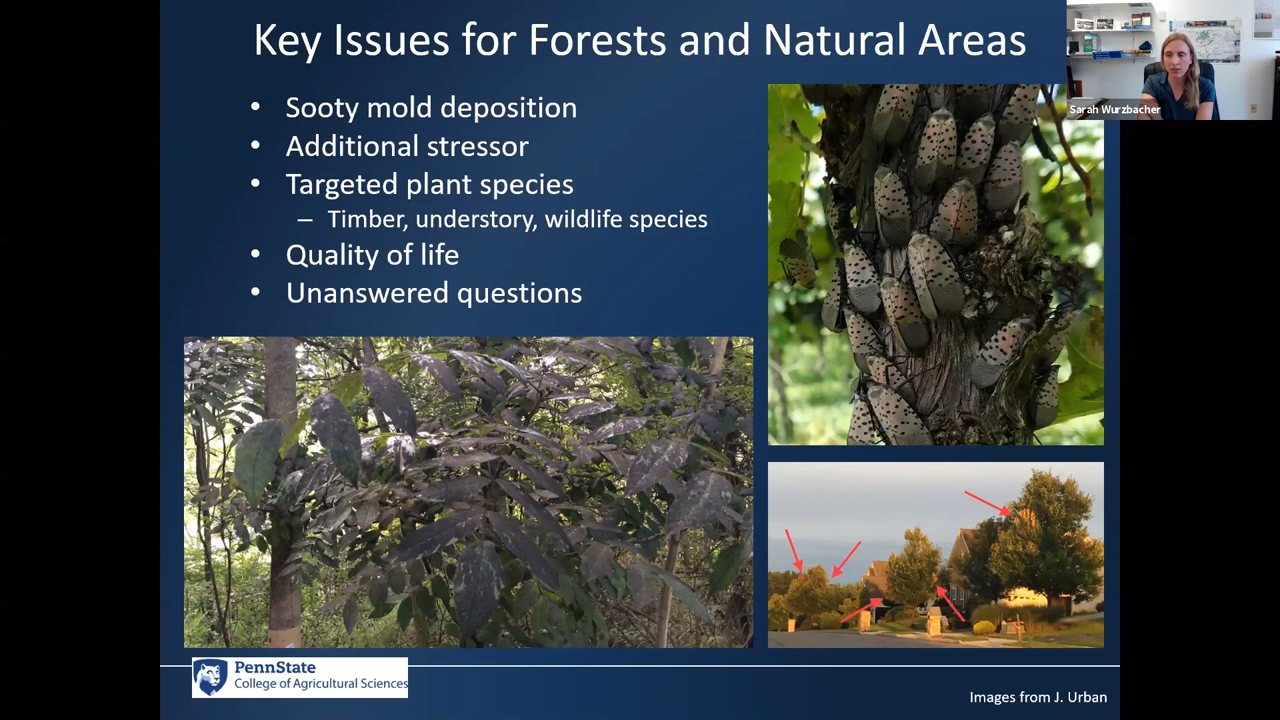 Key Issues for Forests and Natural Areas
Sarah Wurzbacher
• Sooty mold deposition
• Additional stressor
• Targeted plant species
– Timber, understory, wildlife species
• Quality of life
• Unanswered questions
PennState
College of Agricultural Sciences
Images from J. Urban